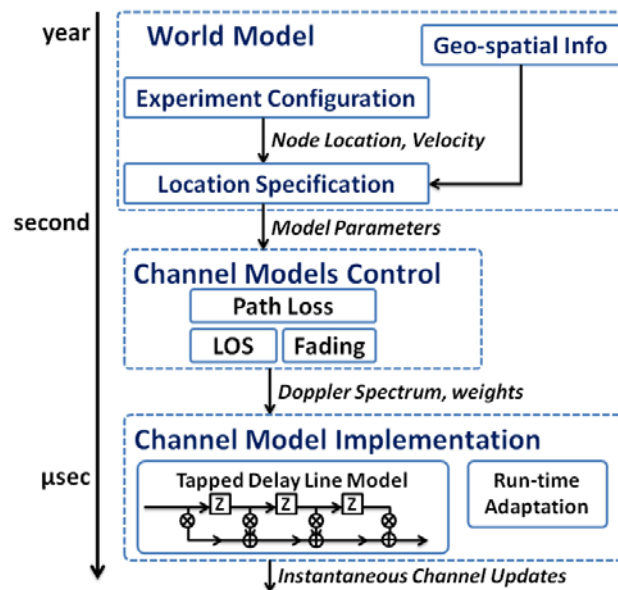 year
World Model
Geo-spatial Info
Experiment Configuration
Node Location, Velocity
Location Specification
second
Model Parameters
Channel Models Control
Path Loss
LOS
Fading
Doppler Spectrum, weights
Channel Model Implementation
µsec
Tapped Delay Line Model
Z
Z
Z
Run-time
Adaptation
Instantaneous Channel Updates